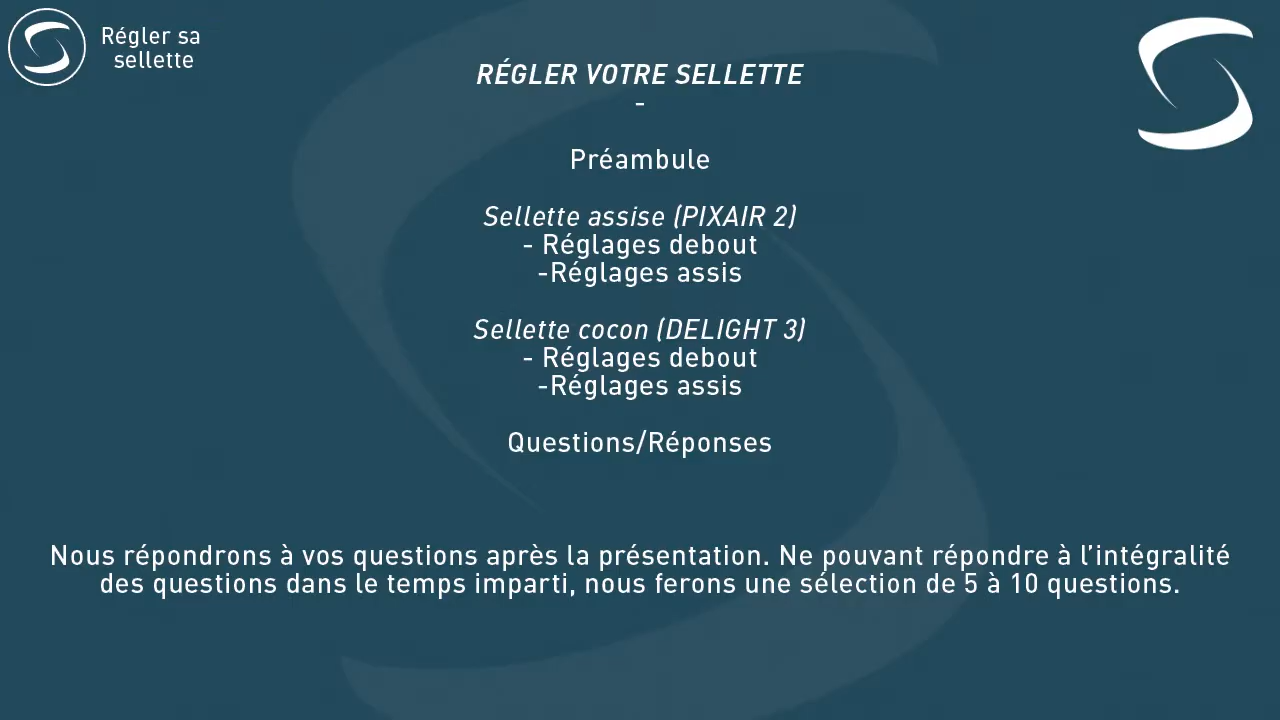 Régler sa
sellette
RÉGLER VOTRE SELLETTE
-
Préambule
Sellette assise (PIXAIR 2)
- Réglages debout
-Réglages assis
Sellette cocon (DELIGHT 3)
- Réglages debout
-Réglages assis
Questions/Réponses
Nous répondrons à vos questions après la présentation. Ne pouvant répondre à l’intégralité
des questions dans le temps imparti, nous ferons une sélection de 5 à 10 questions.